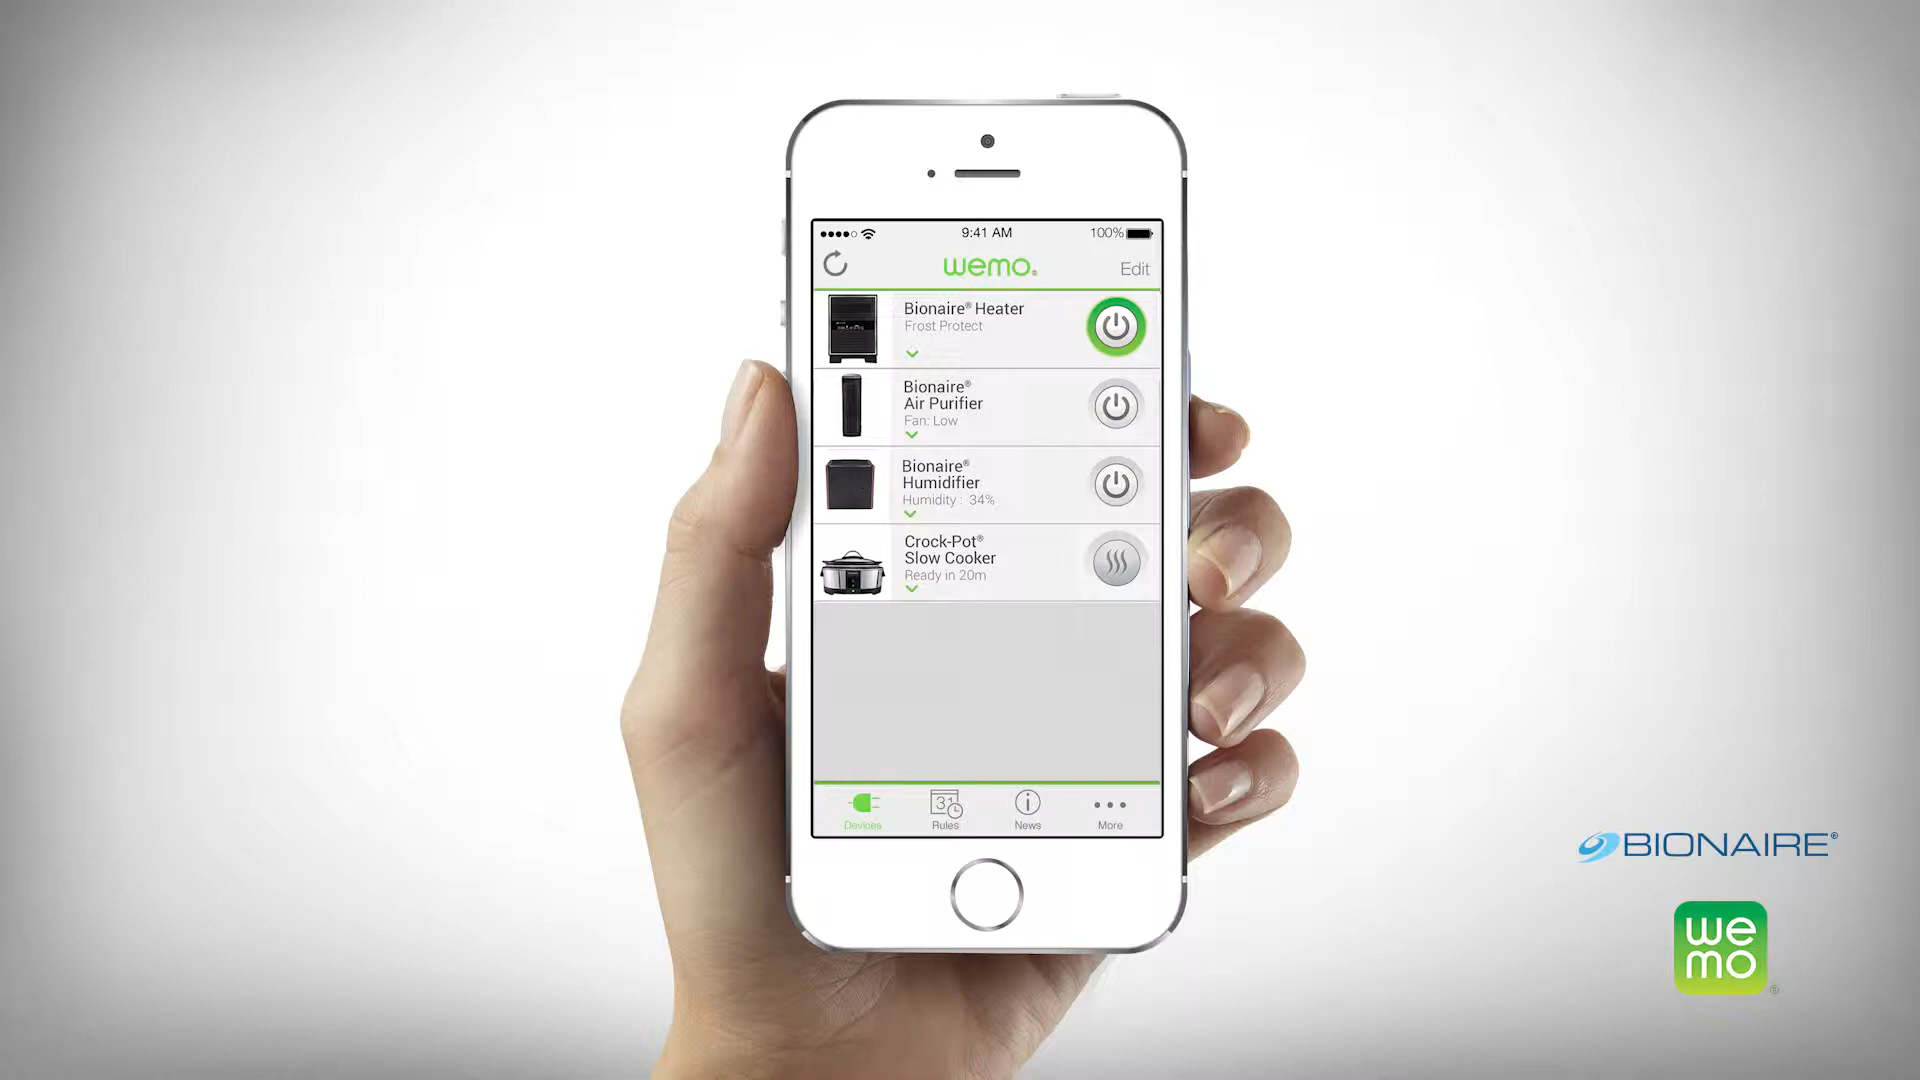 9:41 AM
100%
wemo®
Edit
Bionaire® Heater
Frost Protect
Bionaire®
Air Purifier
Fan: Low
Bionaire®
Humidifier
Humidity : 34%
Crock-Pot®
Slow Cooker
Ready in 20m
31
Devices
Rules
News
More
BIONAIRE®
we
mo
®